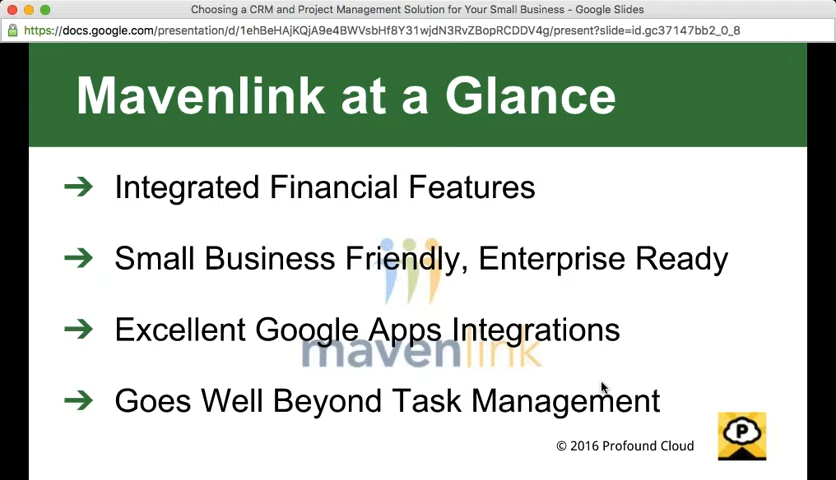 Choosing a CRM and Project Management Solution for Your Small Business - Google Slides
https://docs.google.com/presentation/d/1ehBeHAjKQjA9e4BWVsbHf8Y31wjdN3RvZBopRCDDV4g/present?slide=id.gc37147bb2_0_8
Mavenlink at a Glance
➔ Integrated Financial Features
➔ Small Business Friendly, Enterprise Ready
➔ Excellent Google Apps Integrations
mavenlink
➔ Goes Well Beyond Task Management
© 2016 Profound Cloud
P